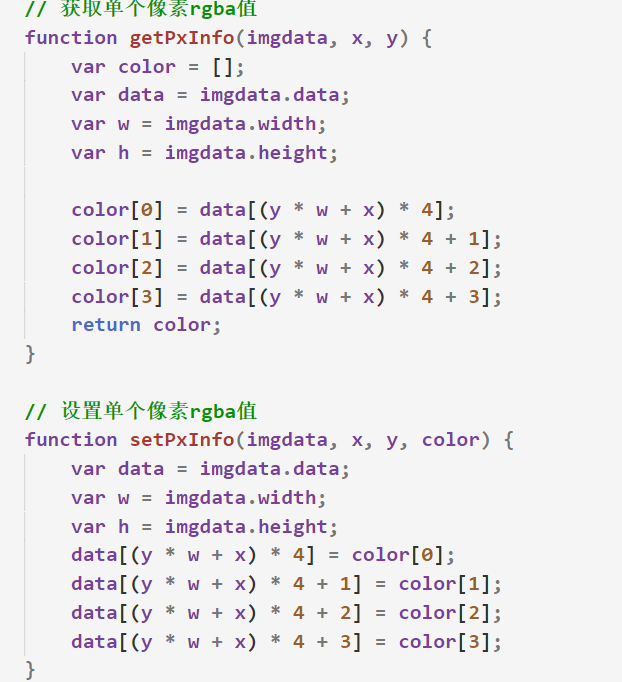 // 获取单个像素rgba值
function getPxInfo(imgdata, x, y) {
    var color = [];
    var data = imgdata.data;
    var w = imgdata.width;
    var h = imgdata.height;

    color[0] = data[(y * w + x) * 4];
    color[1] = data[(y * w + x) * 4 + 1];
    color[2] = data[(y * w + x) * 4 + 2];
    color[3] = data[(y * w + x) * 4 + 3];
    return color;
}

// 设置单个像素rgba值
function setPxInfo(imgdata, x, y, color) {
    var data = imgdata.data;
    var w = imgdata.width;
    var h = imgdata.height;
    data[(y * w + x) * 4] = color[0];
    data[(y * w + x) * 4 + 1] = color[1];
    data[(y * w + x) * 4 + 2] = color[2];
    data[(y * w + x) * 4 + 3] = color[3];
}